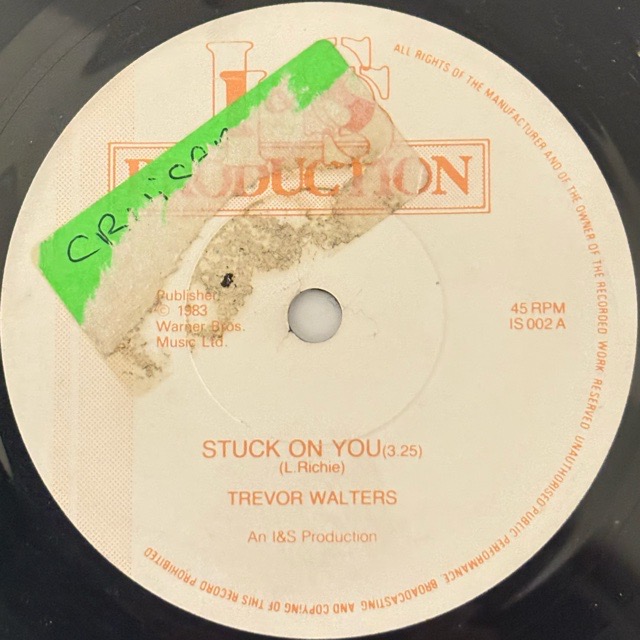 I&S
PRODUCTION
Publisher
© 1983
Warner Bros.
Music Ltd.
45 RPM
IS 002 A
STUCK ON YOU (3.25)
(L. Richie)
TREVOR WALTERS
An I&S Production
ALL RIGHTS OF THE MANUFACTURER AND OF THE OWNER OF THE RECORDED WORK RESERVED. UNAUTHORISED PUBLIC PERFORMANCE BROADCASTING AND COPYING OF THIS RECORD PROHIBITED